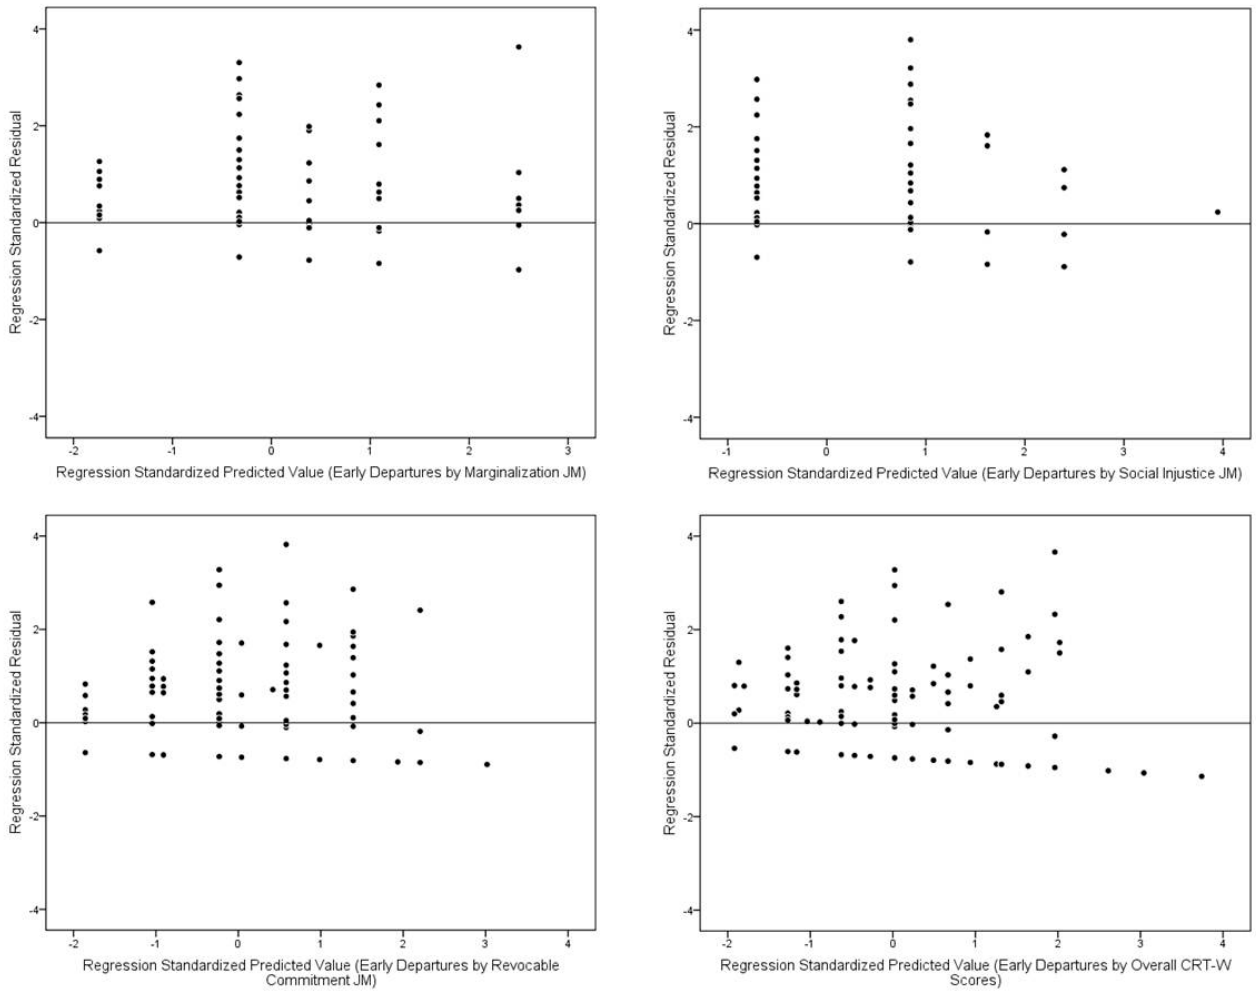 4
2
0
-2
-4
Regression Standardized Residual
-2 -1 0 1 2 3
Regression Standardized Predicted Value (Early Departures by Marginalization JM)
4
2
0
-2
-4
Regression Standardized Residual
-1 0 1 2 3 4
Regression Standardized Predicted Value (Early Departures by Social Injustice JM)
4
2
0
-2
-4
Regression Standardized Residual
-2 -1 0 1 2 3 4
Regression Standardized Predicted Value (Early Departures by Revocable
Commitment JM)
4
2
0
-2
-4
Regression Standardized Residual
-2 -1 0 1 2 3 4
Regression Standardized Predicted Value (Early Departures by Overall CRT-W
Scores)